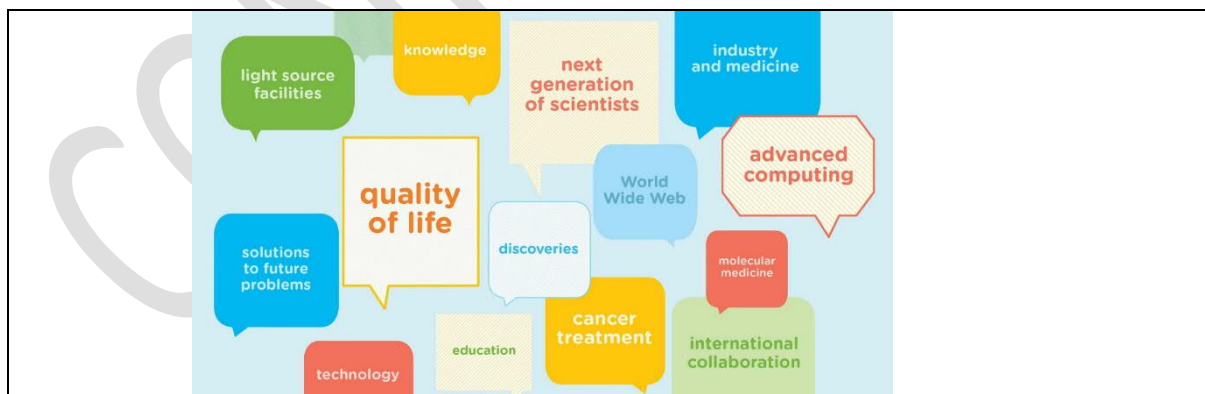 light source
facilities
knowledge
next
generation
of scientists
industry
and medicine
advanced
computing
quality
of life
World
Wide Web
discoveries
solutions
to future
problems
molecular
medicine
cancer
treatment
education
international
collaboration
technology